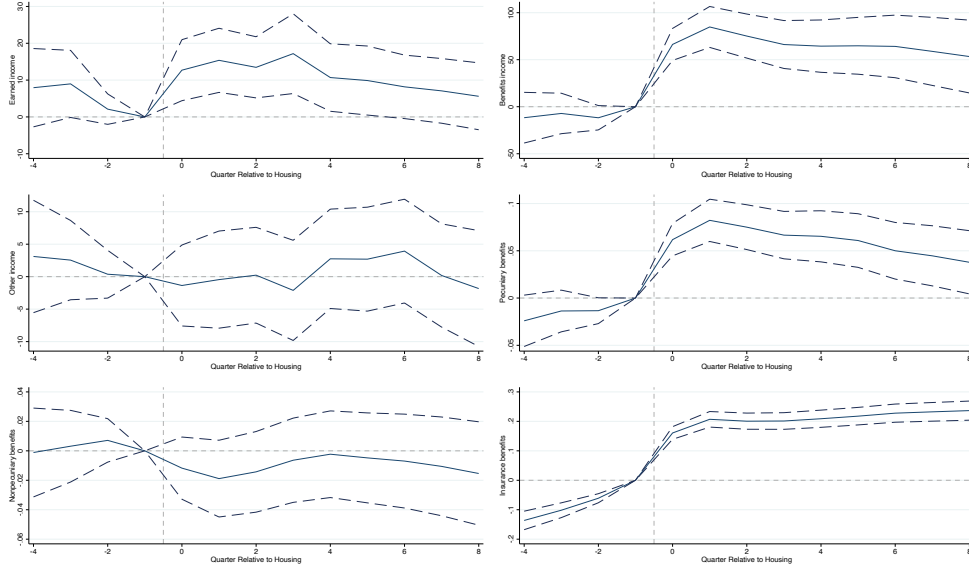 Earned income
30
20
10
0
-10
-4 -2 0 2 4 6 8
Quarter Relative to Housing
Benefits income
100
50
0
-50
-4 -2 0 2 4 6 8
Quarter Relative to Housing
Other income
10
5
0
-5
-10
-4 -2 0 2 4 6 8
Quarter Relative to Housing
Pecuniary benefits
.1
.05
0
-.05
-4 -2 0 2 4 6 8
Quarter Relative to Housing
Nonpecuniary benefits
.04
.02
0
-.02
-.04
-.06
-4 -2 0 2 4 6 8
Quarter Relative to Housing
Insurance benefits
.3
.2
.1
0
-.1
-.2
-4 -2 0 2 4 6 8
Quarter Relative to Housing